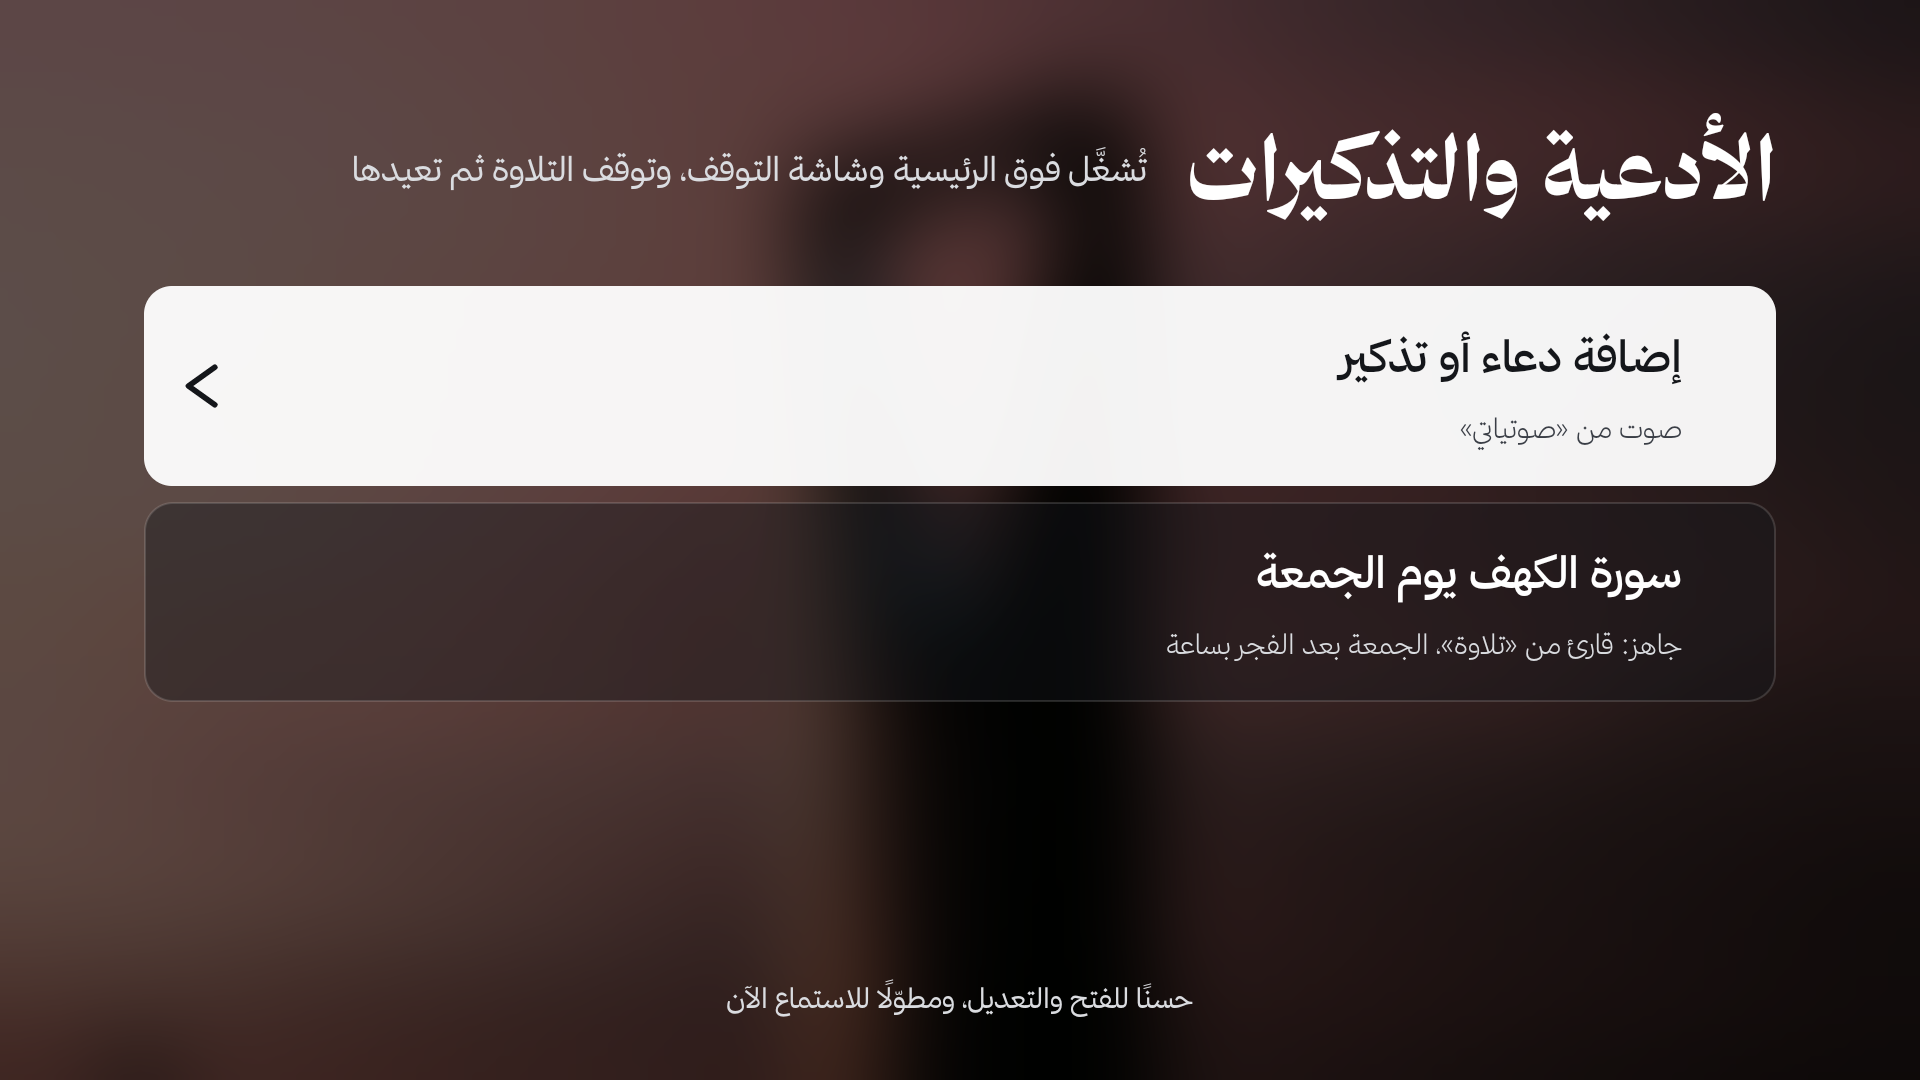 الأدعية والتذكيرات
تُشغَّل فوق الرئيسية وشاشة التوقف، وتوقف التلاوة ثم تعيدها
إضافة دعاء أو تذكير
صوت من «صوتياتي»
سورة الكهف يوم الجمعة
جاهز: قارئ من «تلاوة»، الجمعة بعد الفجر بساعة
حسنًا للفتح والتعديل، ومطوّلًا للاستماع الآن